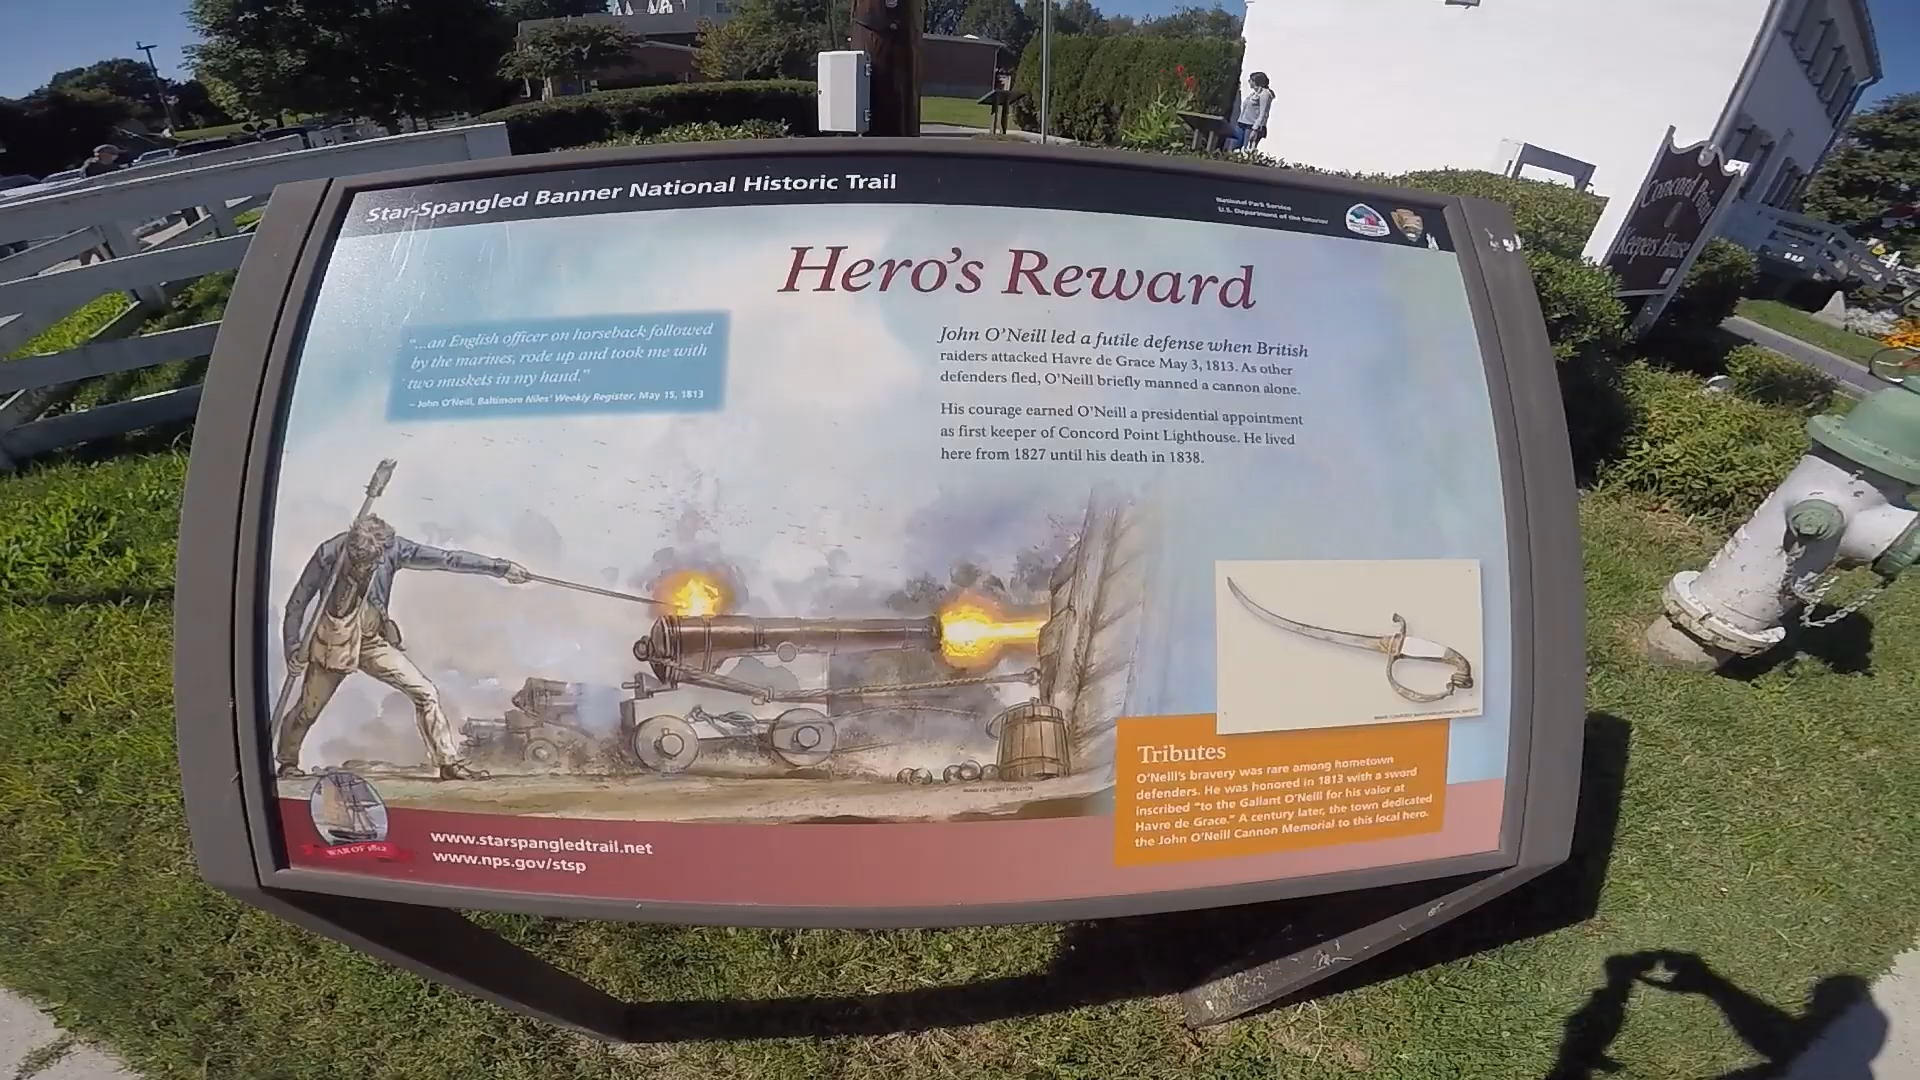 Star-Spangled Banner National Historic Trail
National Park Service
U.S. Department of the Interior
Hero's Reward
"...an English officer on horseback followed
by the marines, rode up and took me with
two muskets in my hand."
– John O'Neill, Baltimore Niles' Weekly Register, May 15, 1813
John O'Neill led a futile defense when British
raiders attacked Havre de Grace May 3, 1813. As other
defenders fled, O'Neill briefly manned a cannon alone.
His courage earned O'Neill a presidential appointment
as first keeper of Concord Point Lighthouse. He lived
here from 1827 until his death in 1838.
Tributes
O'Neill's bravery was rare among hometown
defenders. He was honored in 1813 with a sword
inscribed "to the Gallant O'Neill for his valor at
Havre de Grace." A century later, the town dedicated
the John O'Neill Cannon Memorial to this local hero.
WAR OF 1812
www.starspangledtrail.net
www.nps.gov/stsp
Concord Point
Keepers House